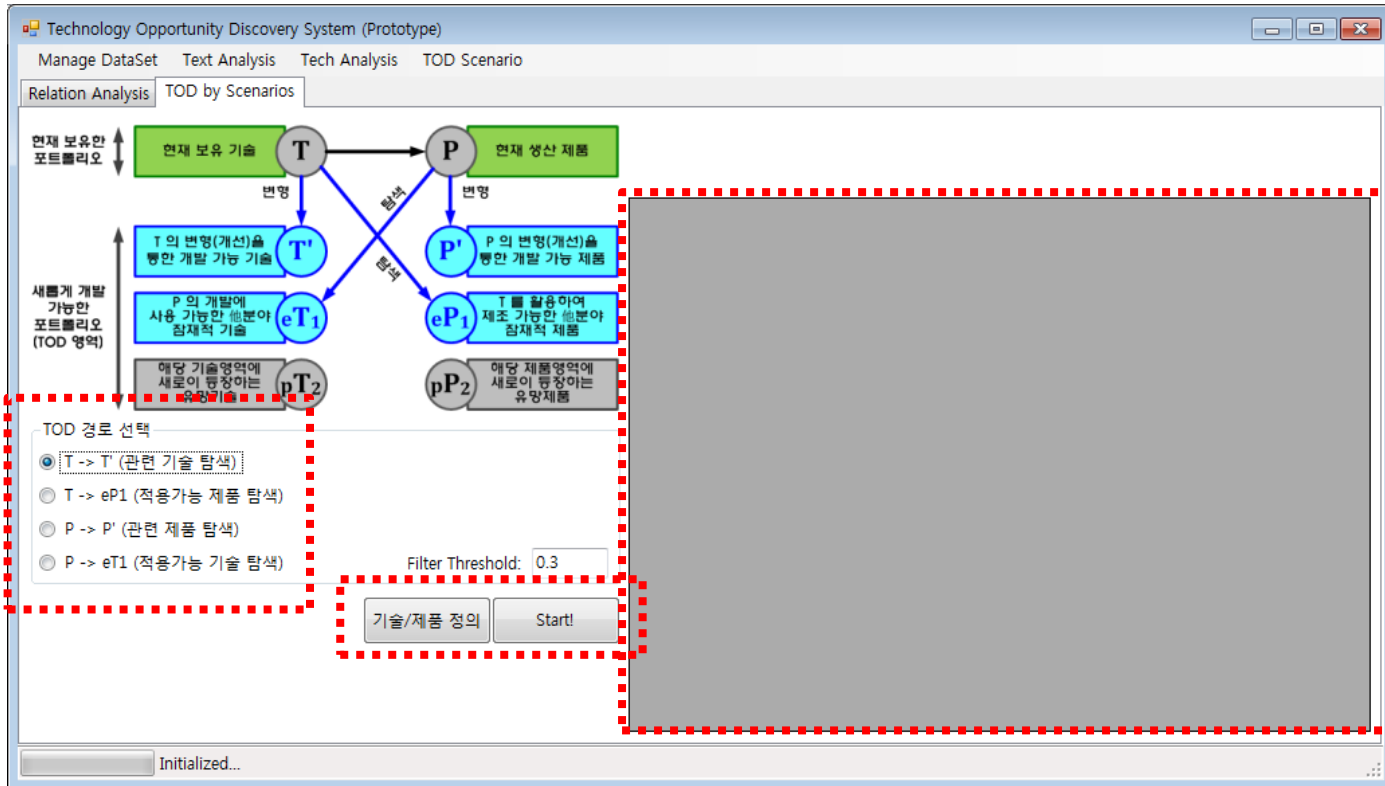 Technology Opportunity Discovery System (Prototype)
Manage DataSet Text Analysis Tech Analysis TOD Scenario
Relation Analysis TOD by Scenarios
현재 보유한
포트폴리오
현재 보유 기술
T
P
현재 생산 제품
변형
탐색
변형
탐색
T 의 변형(개선)을
통한 개발 가능 기술
T'
P'
P 의 변형(개선)을
통한 개발 가능 제품
새롭게 개발
가능한
포트폴리오
(TOD 영역)
P 의 개발에
사용 가능한 他분야
잠재적 기술
eT1
eP1
T 를 활용하여
제조 가능한 他분야
잠재적 제품
해당 기술영역에
새로이 등장하는
유망기술
pT2
pP2
해당 제품영역에
새로이 등장하는
유망제품
TOD 경로 선택
T -> T' (관련 기술 탐색)
T -> eP1 (적용가능 제품 탐색)
P -> P' (관련 제품 탐색)
P -> eT1 (적용가능 기술 탐색)
Filter Threshold: 0.3
기술/제품 정의 Start!
Initialized...